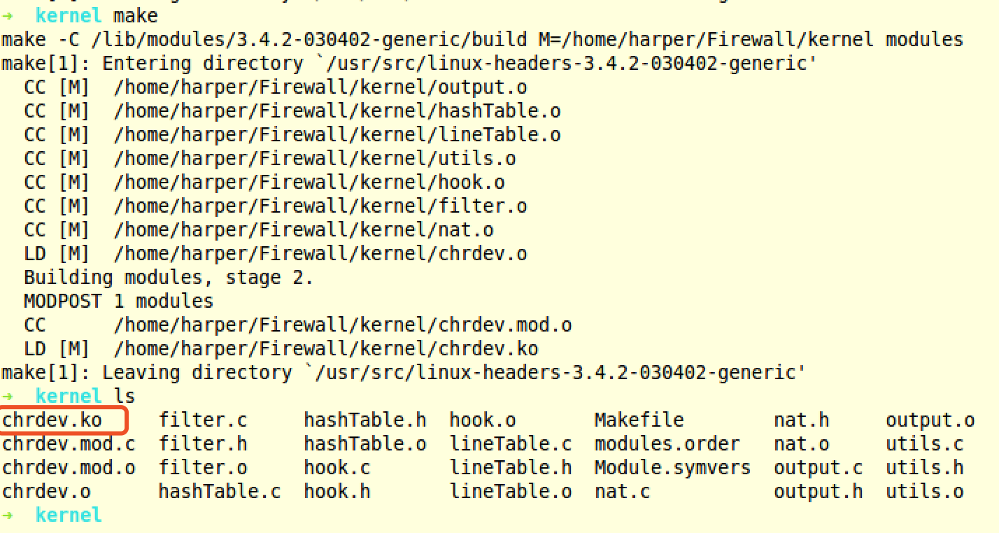 →  kernel make
make -C /lib/modules/3.4.2-030402-generic/build M=/home/harper/Firewall/kernel modules
make[1]: Entering directory `/usr/src/linux-headers-3.4.2-030402-generic'
  CC [M]  /home/harper/Firewall/kernel/output.o
  CC [M]  /home/harper/Firewall/kernel/hashTable.o
  CC [M]  /home/harper/Firewall/kernel/lineTable.o
  CC [M]  /home/harper/Firewall/kernel/utils.o
  CC [M]  /home/harper/Firewall/kernel/hook.o
  CC [M]  /home/harper/Firewall/kernel/filter.o
  CC [M]  /home/harper/Firewall/kernel/nat.o
  LD [M]  /home/harper/Firewall/kernel/chrdev.o
  Building modules, stage 2.
  MODPOST 1 modules
  CC      /home/harper/Firewall/kernel/chrdev.mod.o
  LD [M]  /home/harper/Firewall/kernel/chrdev.ko
make[1]: Leaving directory `/usr/src/linux-headers-3.4.2-030402-generic'
→  kernel ls
chrdev.ko     filter.c     hashTable.h  hook.o       Makefile        nat.h     output.o
chrdev.mod.c  filter.h     hashTable.o  lineTable.c  modules.order   nat.o     utils.c
chrdev.mod.o  filter.o     hook.c       lineTable.h  Module.symvers  output.c  utils.h
chrdev.o      hashTable.c  hook.h       lineTable.o  nat.c           output.h  utils.o
→  kernel